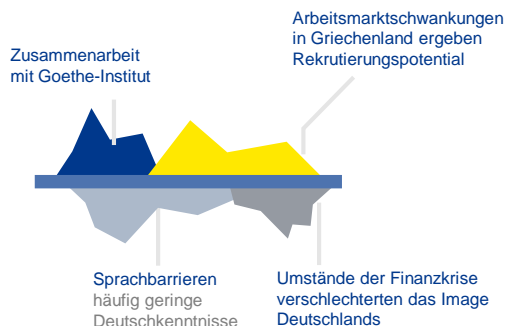 Arbeitsmarktschwankungen
in Griechenland ergeben
Rekrutierungspotential
Zusammenarbeit
mit Goethe-Institut
Sprachbarrieren
häufig geringe
Deutschkenntnisse
Umstände der Finanzkrise
verschlechterten das Image
Deutschlands